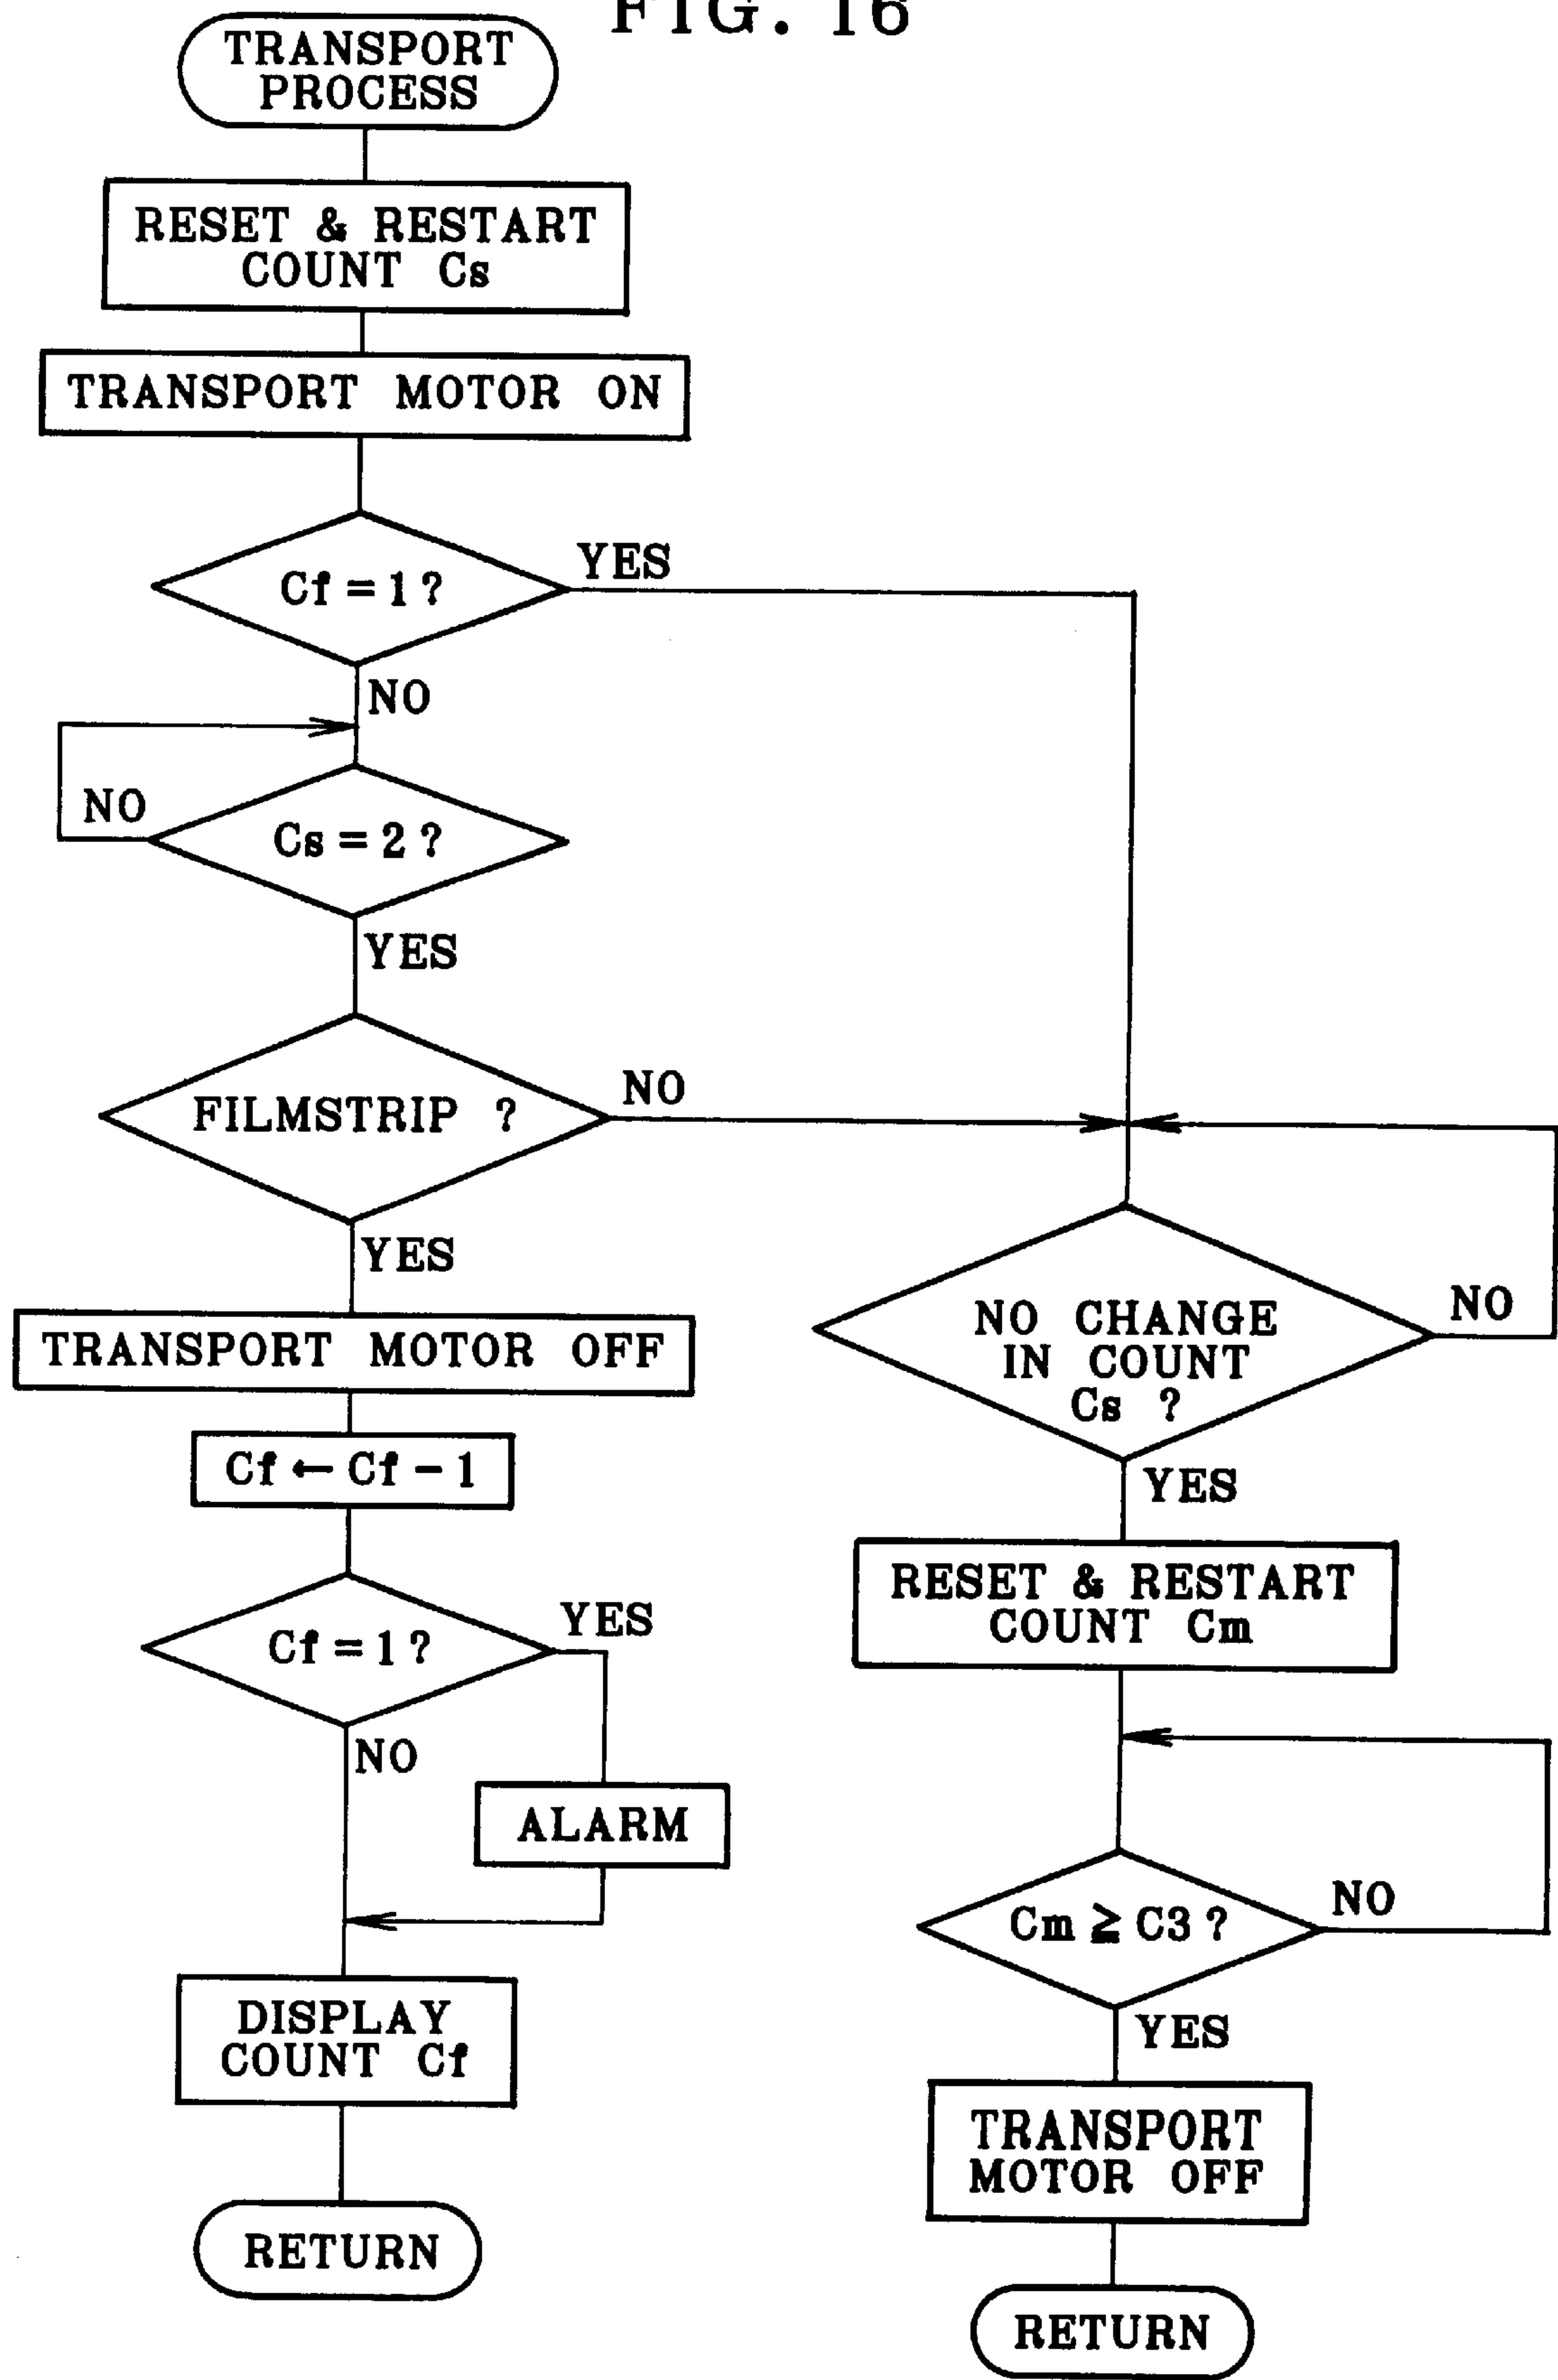 FIG. 16
TRANSPORT
PROCESS
RESET & RESTART
COUNT Cs
TRANSPORT MOTOR ON
Cf = 1 ?
YES
NO
NO
Cs = 2 ?
YES
FILMSTRIP ?
NO
YES
TRANSPORT MOTOR OFF
Cf ← Cf − 1
Cf = 1 ?
YES
NO
ALARM
DISPLAY
COUNT Cf
RETURN
NO CHANGE
IN COUNT
Cs ?
NO
YES
RESET & RESTART
COUNT Cm
Cm ≧ C3 ?
NO
YES
TRANSPORT
MOTOR OFF
RETURN